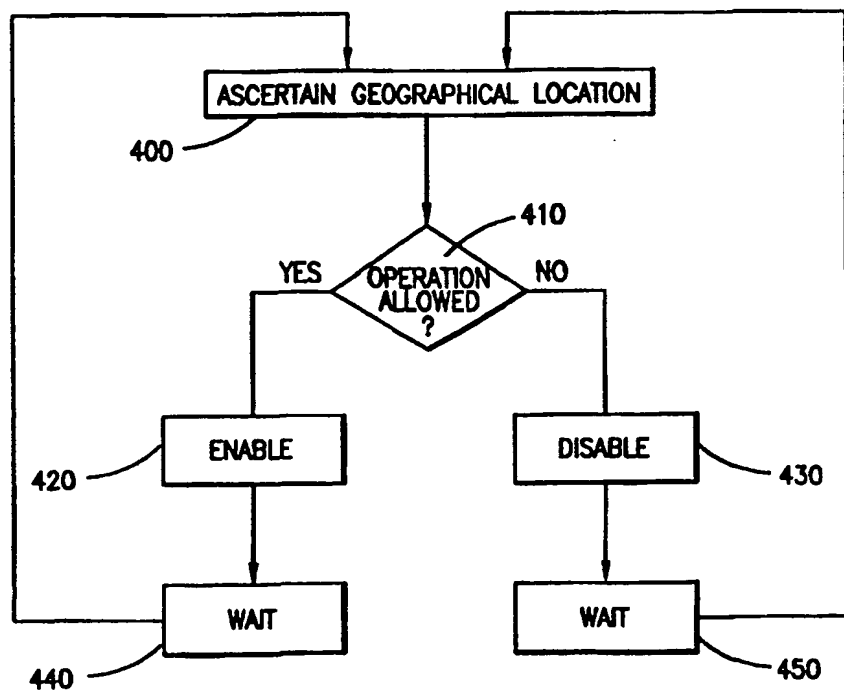 ASCERTAIN GEOGRAPHICAL LOCATION
400
410
YES
OPERATION
ALLOWED
?
NO
ENABLE
420
DISABLE
430
WAIT
440
WAIT
450